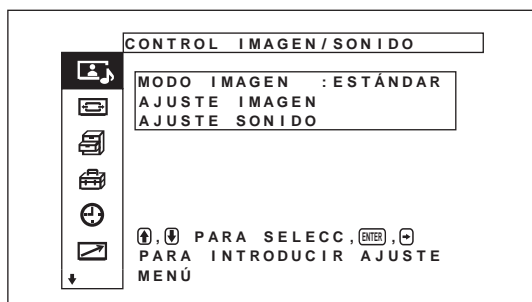 CONTROL IMAGEN/SONIDO
MODO IMAGEN :ESTÁNDAR
AJUSTE IMAGEN
AJUSTE SONIDO
↑,↓ PARA SELECC, ENTER ,→
PARA INTRODUCIR AJUSTE
MENÚ